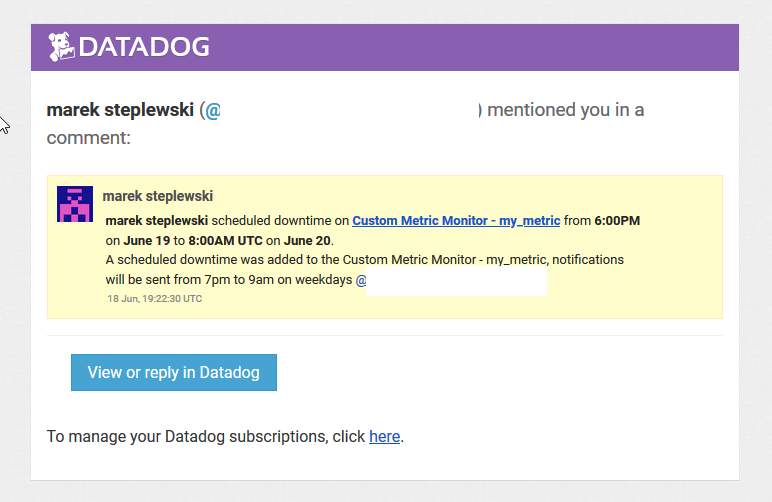 DATADOG
marek steplewski (@ ) mentioned you in a
comment:
marek steplewski
marek steplewski scheduled downtime on Custom Metric Monitor - my_metric from 6:00PM
on June 19 to 8:00AM UTC on June 20.
A scheduled downtime was added to the Custom Metric Monitor - my_metric, notifications
will be sent from 7pm to 9am on weekdays @
18 Jun, 19:22:30 UTC
View or reply in Datadog
To manage your Datadog subscriptions, click here.